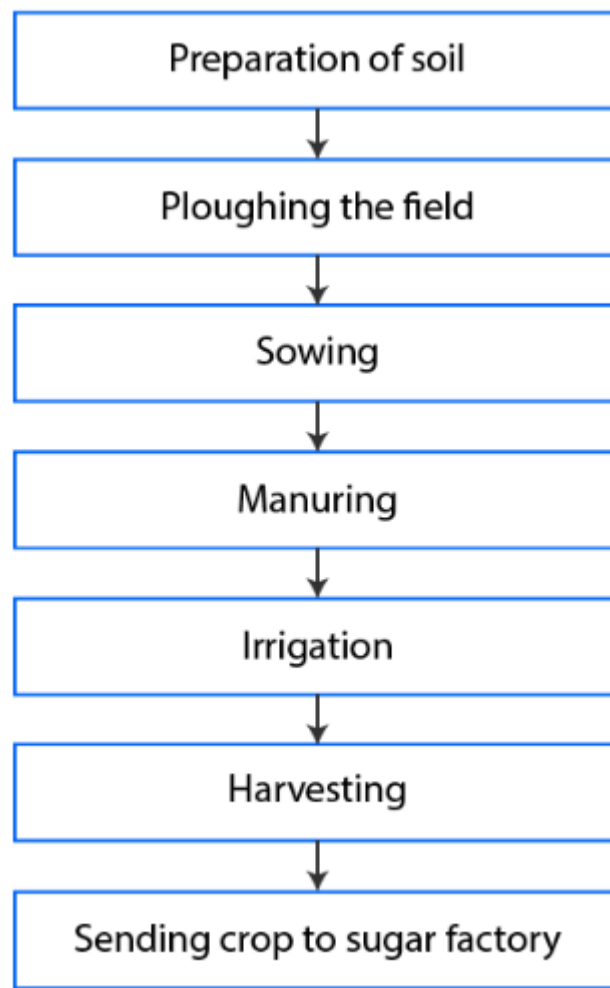 Preparation of soil
Ploughing the field
Sowing
Manuring
Irrigation
Harvesting
Sending crop to sugar factory